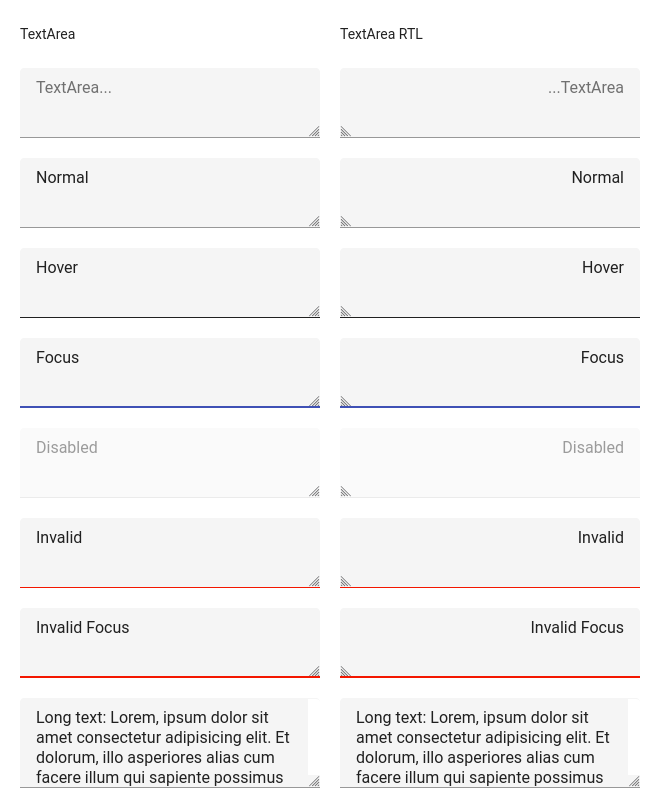 TextArea
TextArea RTL
TextArea...
...TextArea
Normal
Normal
Hover
Hover
Focus
Focus
Disabled
Disabled
Invalid
Invalid
Invalid Focus
Invalid Focus
Long text: Lorem, ipsum dolor sit
amet consectetur adipisicing elit. Et
dolorum, illo asperiores alias cum
facere illum qui sapiente possimus
Long text: Lorem, ipsum dolor sit
amet consectetur adipisicing elit. Et
dolorum, illo asperiores alias cum
facere illum qui sapiente possimus